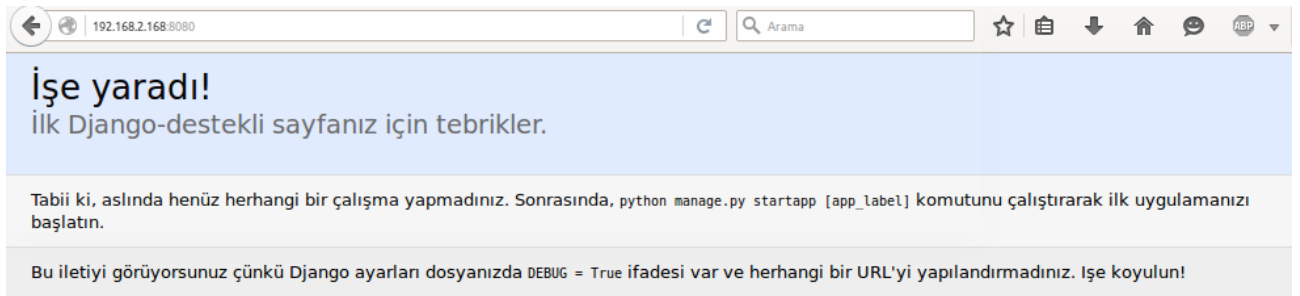 192.168.2.168:8080
Arama
ABP
İşe yaradı!
İlk Django-destekli sayfanız için tebrikler.
Tabii ki, aslında henüz herhangi bir çalışma yapmadınız. Sonrasında, python manage.py startapp [app_label] komutunu çalıştırarak ilk uygulamanızı
başlatın.
Bu iletiyi görüyorsunuz çünkü Django ayarları dosyanızda DEBUG = True ifadesi var ve herhangi bir URL'yi yapılandırmadınız. Işe koyulun!